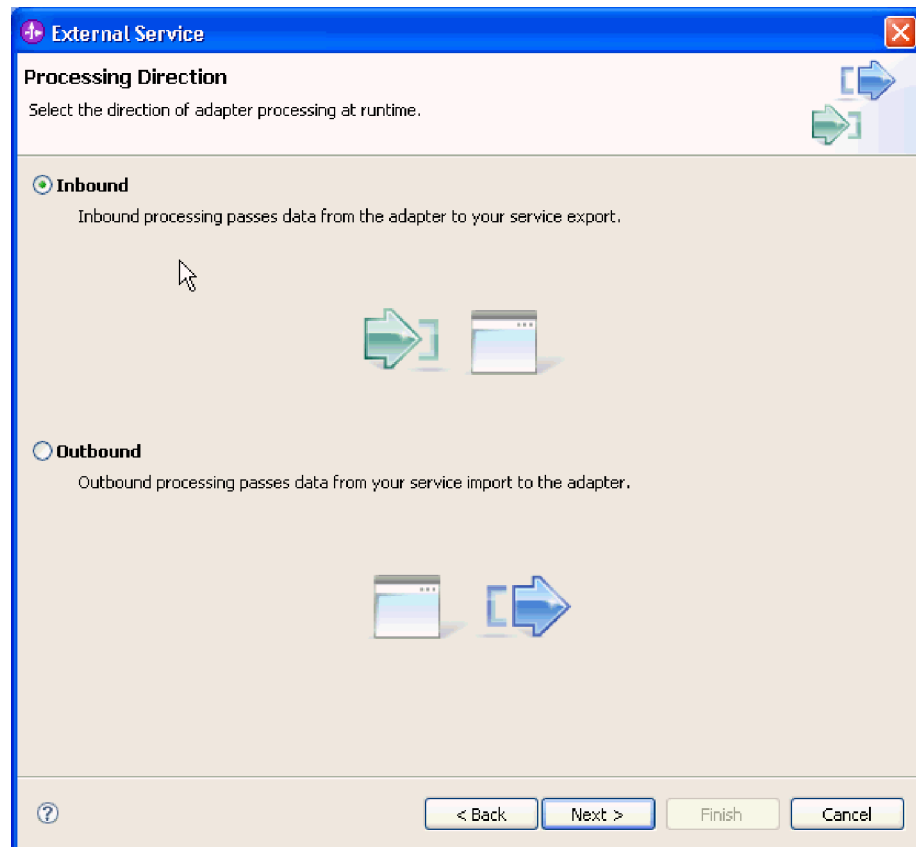 External Service
Processing Direction
Select the direction of adapter processing at runtime.
Inbound
Inbound processing passes data from the adapter to your service export.
Outbound
Outbound processing passes data from your service import to the adapter.
?
< Back
Next >
Finish
Cancel